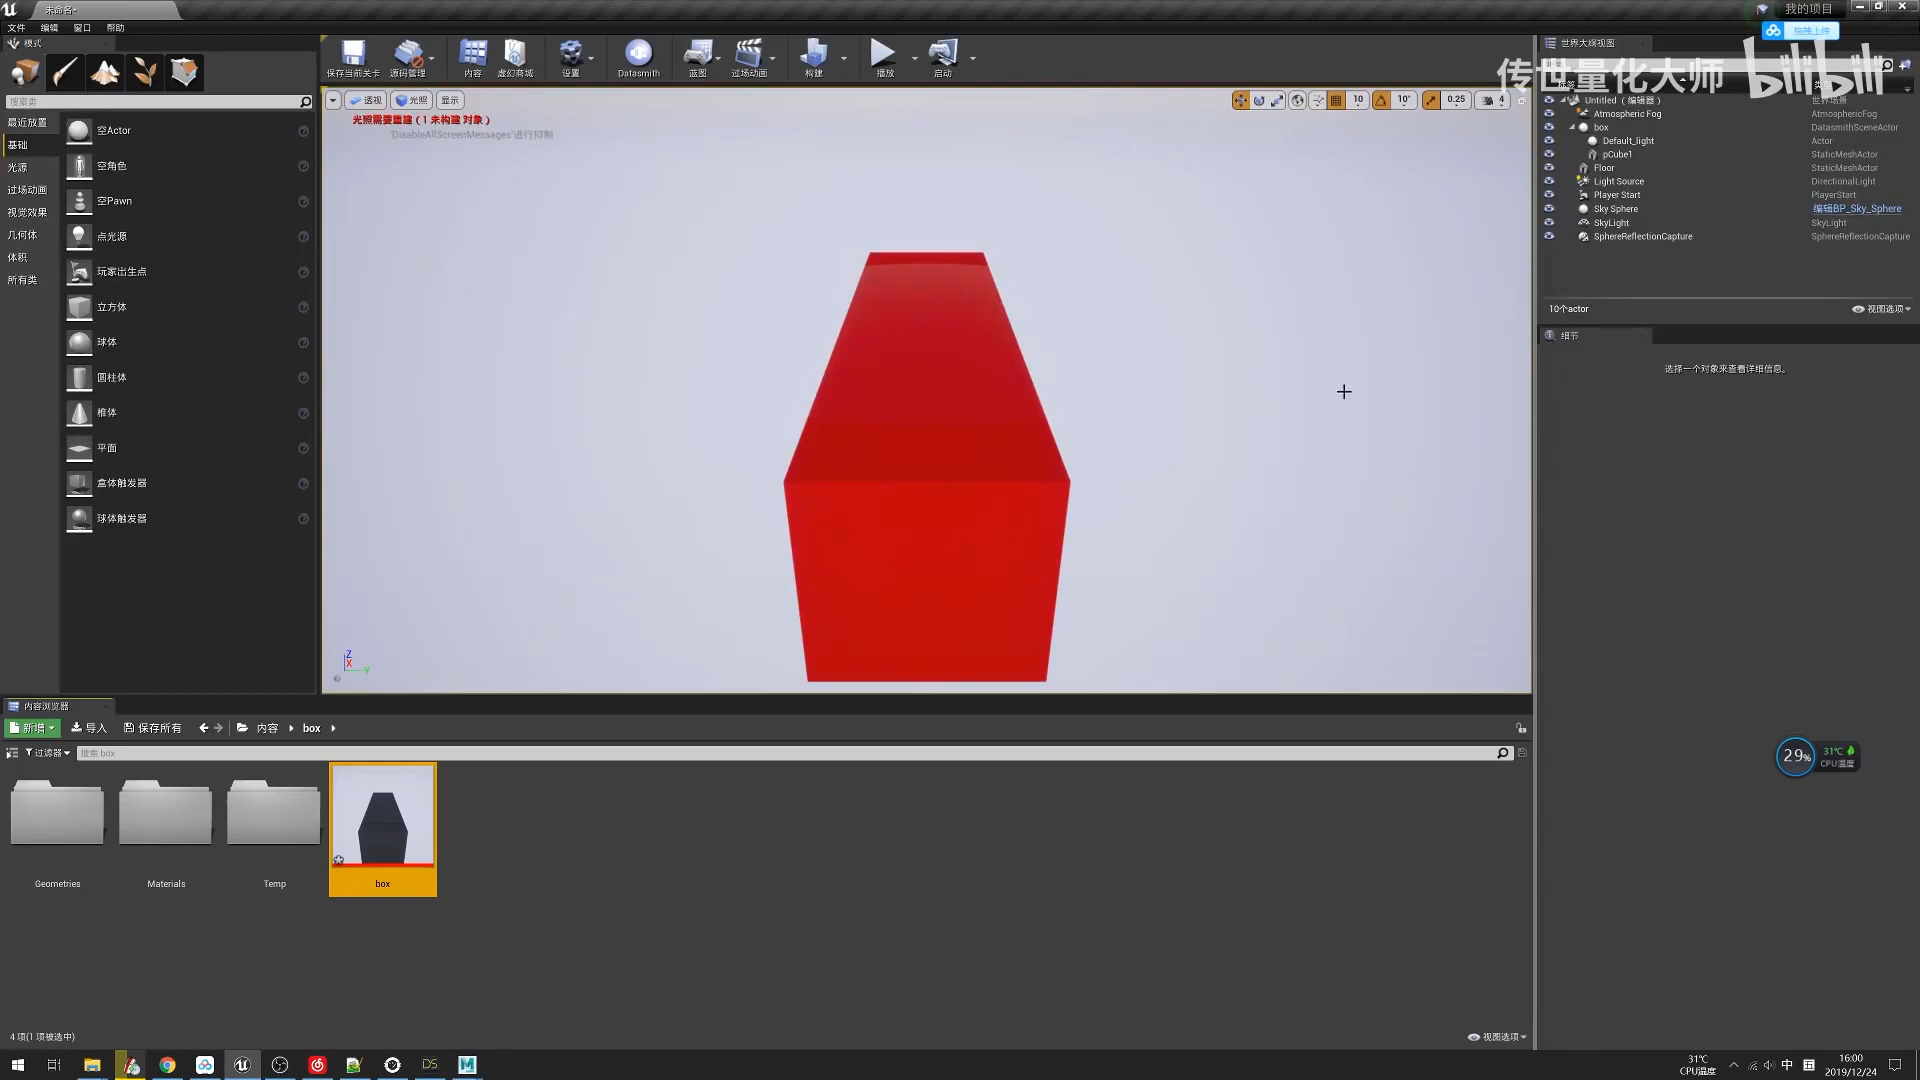 未命名*
我的项目
文件 编辑 窗口 帮助
模式
搜索类
最近放置
基础
光源
过场动画
视觉效果
几何体
体积
所有类
空Actor
空角色
空Pawn
点光源
玩家出生点
立方体
球体
圆柱体
椎体
平面
盒体触发器
球体触发器
保存当前关卡 源码管理 内容 虚幻商城 设置 Datasmith 蓝图 过场动画 构建 播放 启动
透视 光照 显示
10 10° 0.25 4
光照需要重建 ( 1 未构建 对象 )
'DisableAllScreenMessages'进行抑制
Z
X
Y
拖拽上传
世界大纲视图
传世量化大师 bilibili
Untitled （编辑器） 世界场景
Atmospheric Fog AtmosphericFog
box DatasmithSceneActor
Default_light Actor
pCube1 StaticMeshActor
Floor StaticMeshActor
Light Source DirectionalLight
Player Start PlayerStart
Sky Sphere 编辑BP_Sky_Sphere
SkyLight SkyLight
SphereReflectionCapture SphereReflectionCapture
10个actor 视图选项
细节
选择一个对象来查看详细信息。
29%
31℃
CPU温度
内容浏览器
新增 导入 保存所有 内容 box
过滤器 搜索 box
Geometries Materials Temp box
4 项(1 项被选中) 视图选项
DS M
31℃
CPU温度
中
16:00
2019/12/24